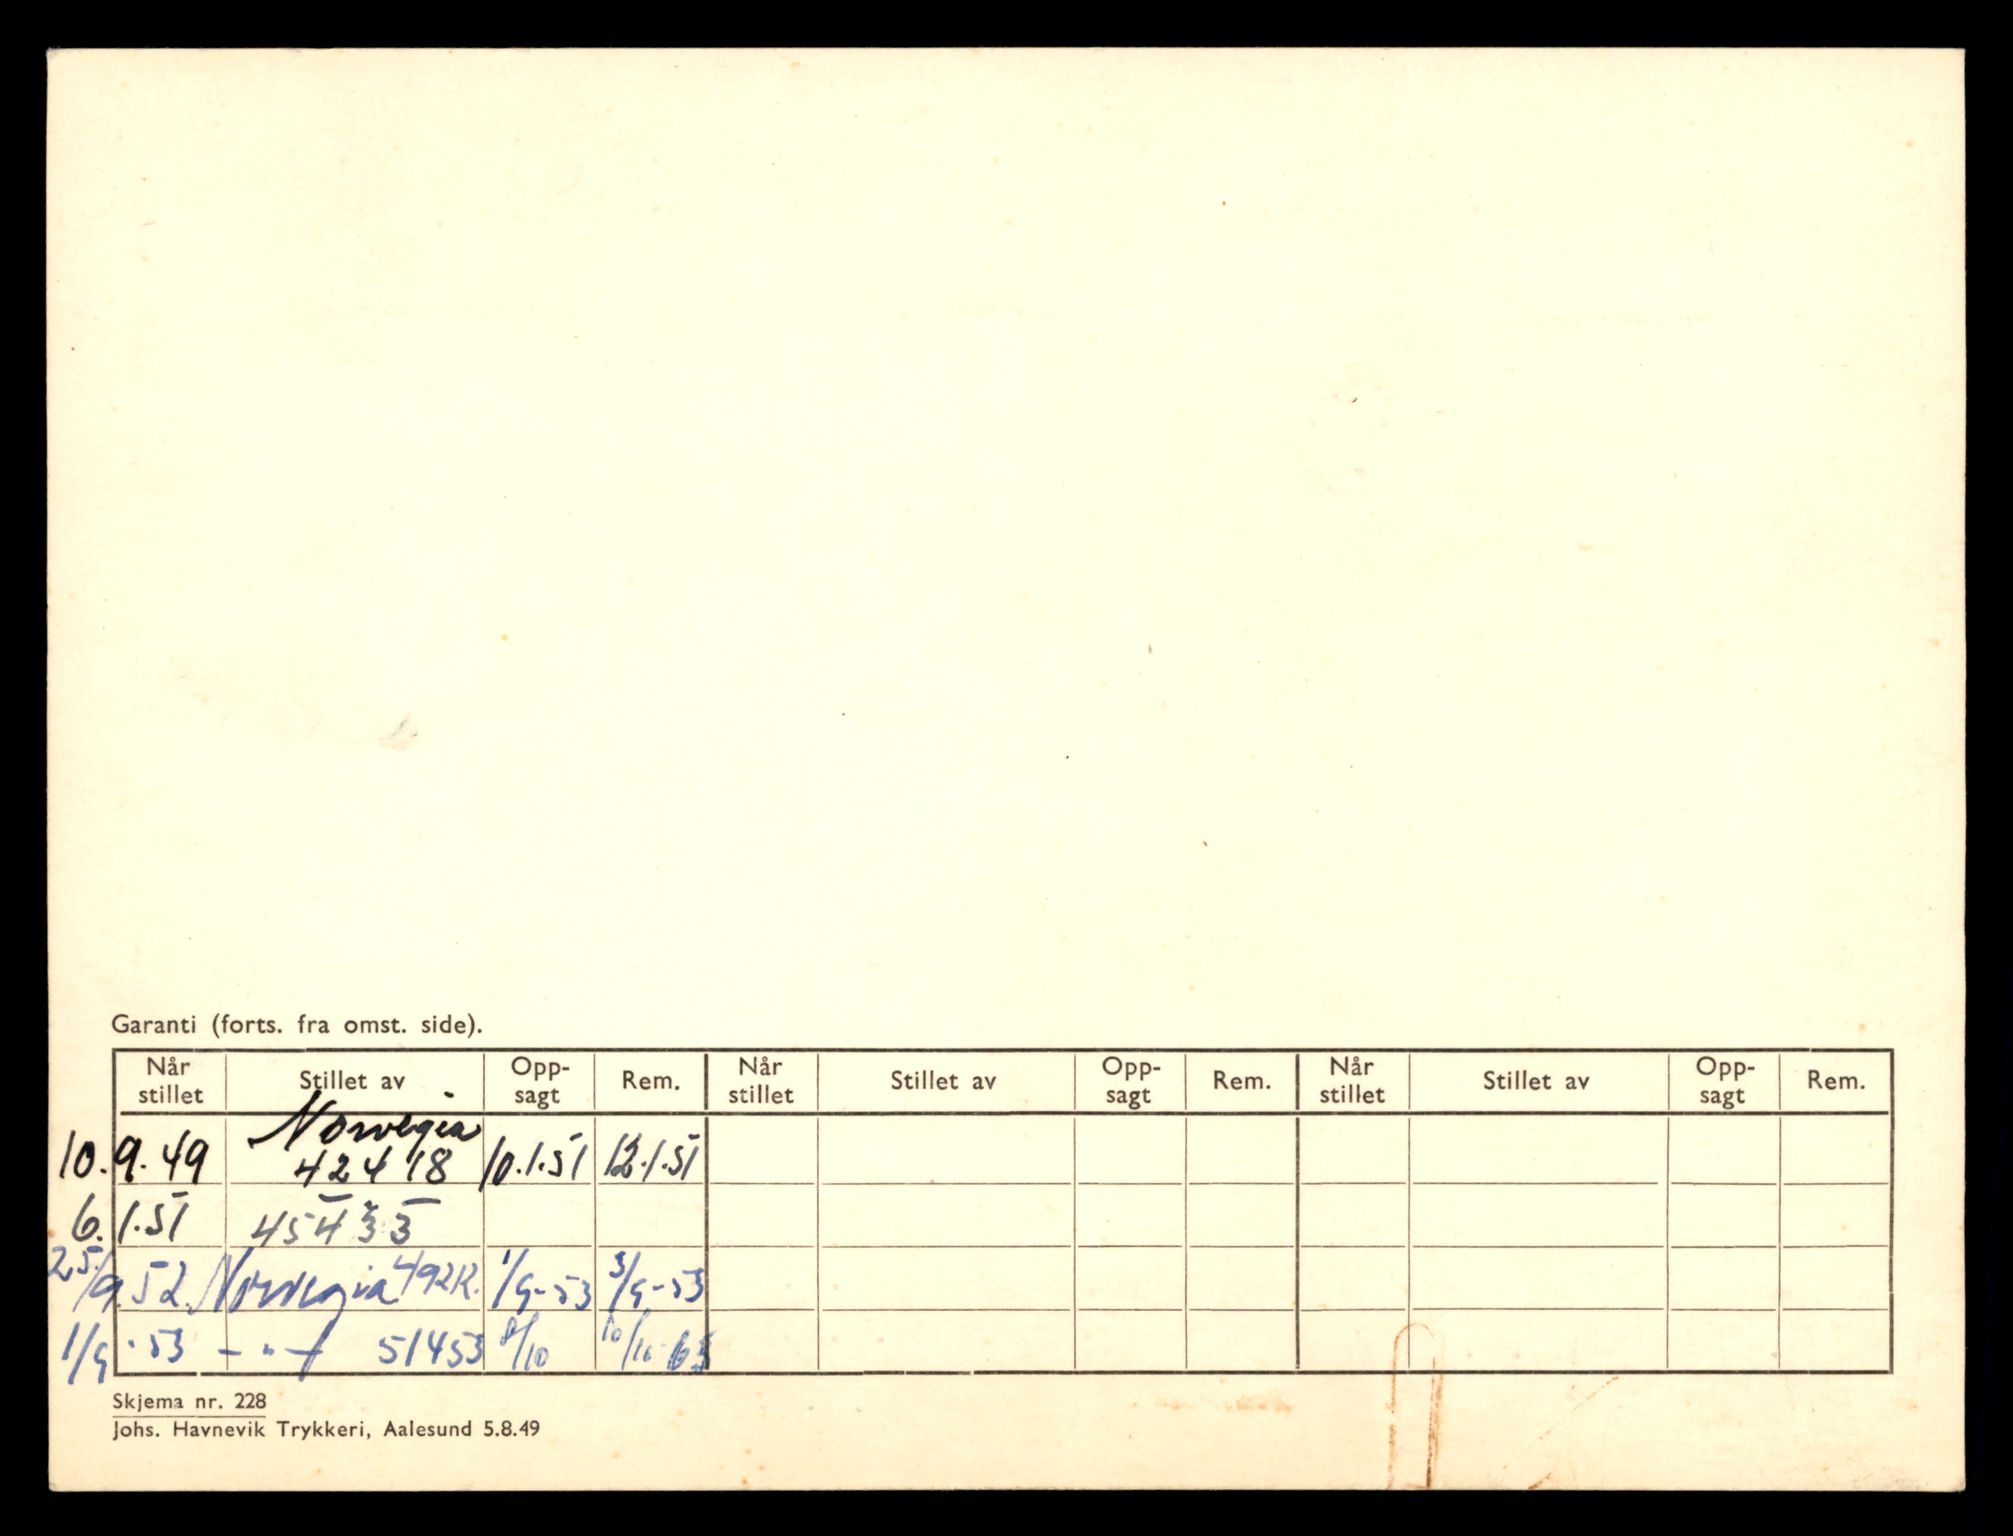 Garanti (forts. fra omst. side).
Når stillet Stillet av Opp-sagt Rem. Når stillet Stillet av Opp-sagt Rem. Når stillet Stillet av Opp-sagt Rem.
Norvegia
10.9.49 42418 10.1.51 12.1.51
6.1.51 45433
25/9.52. Norvegia 1/9-53 3/9-53
1/9-53 -"- 51453 8/10
Skjema nr. 228
Johs. Havnevik Trykkeri, Aalesund 5.8.49